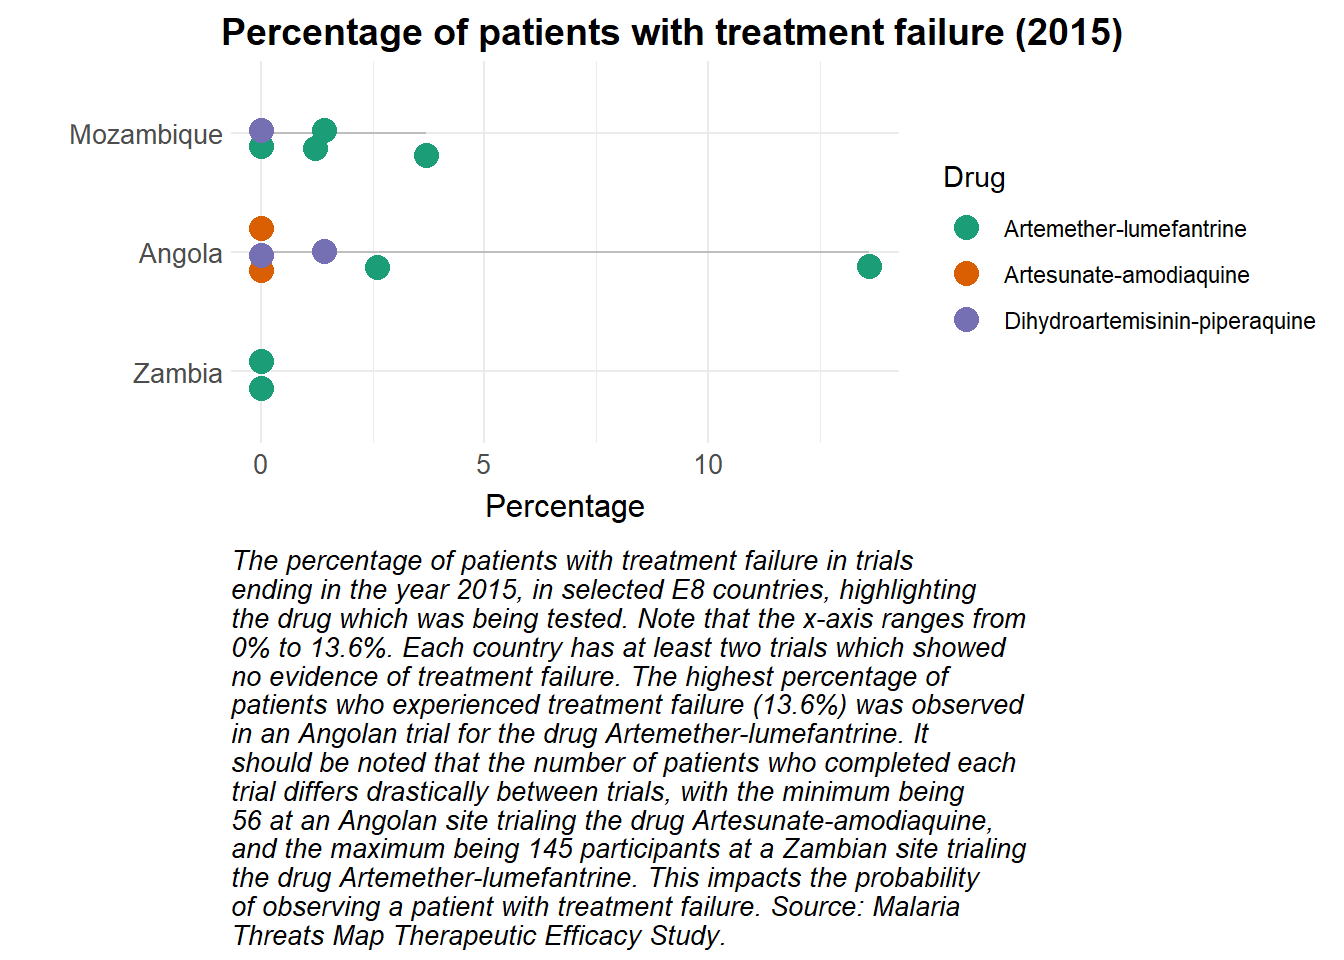 Percentage of patients with treatment failure (2015)
Mozambique
Angola
Zambia
0
5
10
Percentage
Drug
Artemether-lumefantrine
Artesunate-amodiaquine
Dihydroartemisinin-piperaquine
The percentage of patients with treatment failure in trials
ending in the year 2015, in selected E8 countries, highlighting
the drug which was being tested. Note that the x-axis ranges from
0% to 13.6%. Each country has at least two trials which showed
no evidence of treatment failure. The highest percentage of
patients who experienced treatment failure (13.6%) was observed
in an Angolan trial for the drug Artemether-lumefantrine. It
should be noted that the number of patients who completed each
trial differs drastically between trials, with the minimum being
56 at an Angolan site trialing the drug Artesunate-amodiaquine,
and the maximum being 145 participants at a Zambian site trialing
the drug Artemether-lumefantrine. This impacts the probability
of observing a patient with treatment failure. Source: Malaria
Threats Map Therapeutic Efficacy Study.